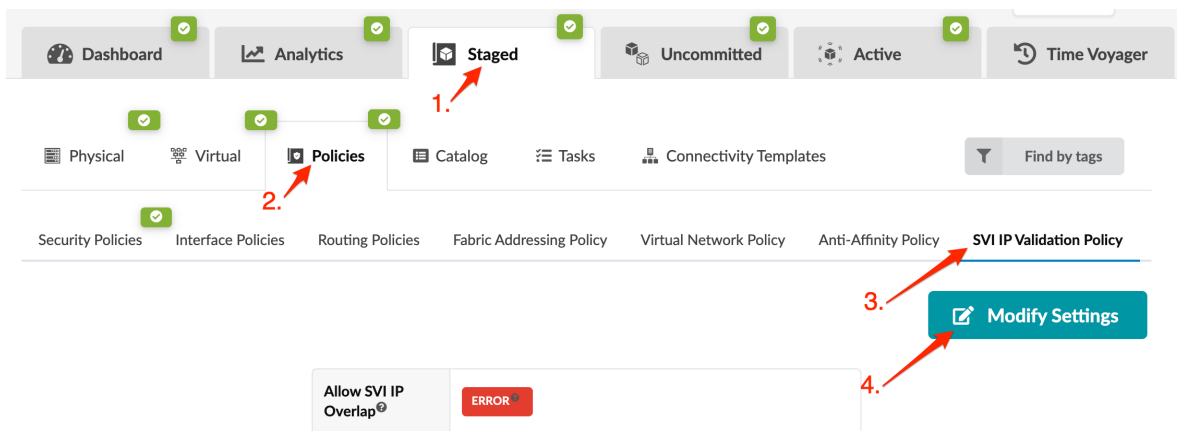 Dashboard Analytics Staged Uncommitted Active Time Voyager
1.
Physical Virtual Policies Catalog Tasks Connectivity Templates Find by tags
2.
Security Policies Interface Policies Routing Policies Fabric Addressing Policy Virtual Network Policy Anti-Affinity Policy SVI IP Validation Policy
3.
Modify Settings
4.
Allow SVI IP
Overlap?
ERROR?